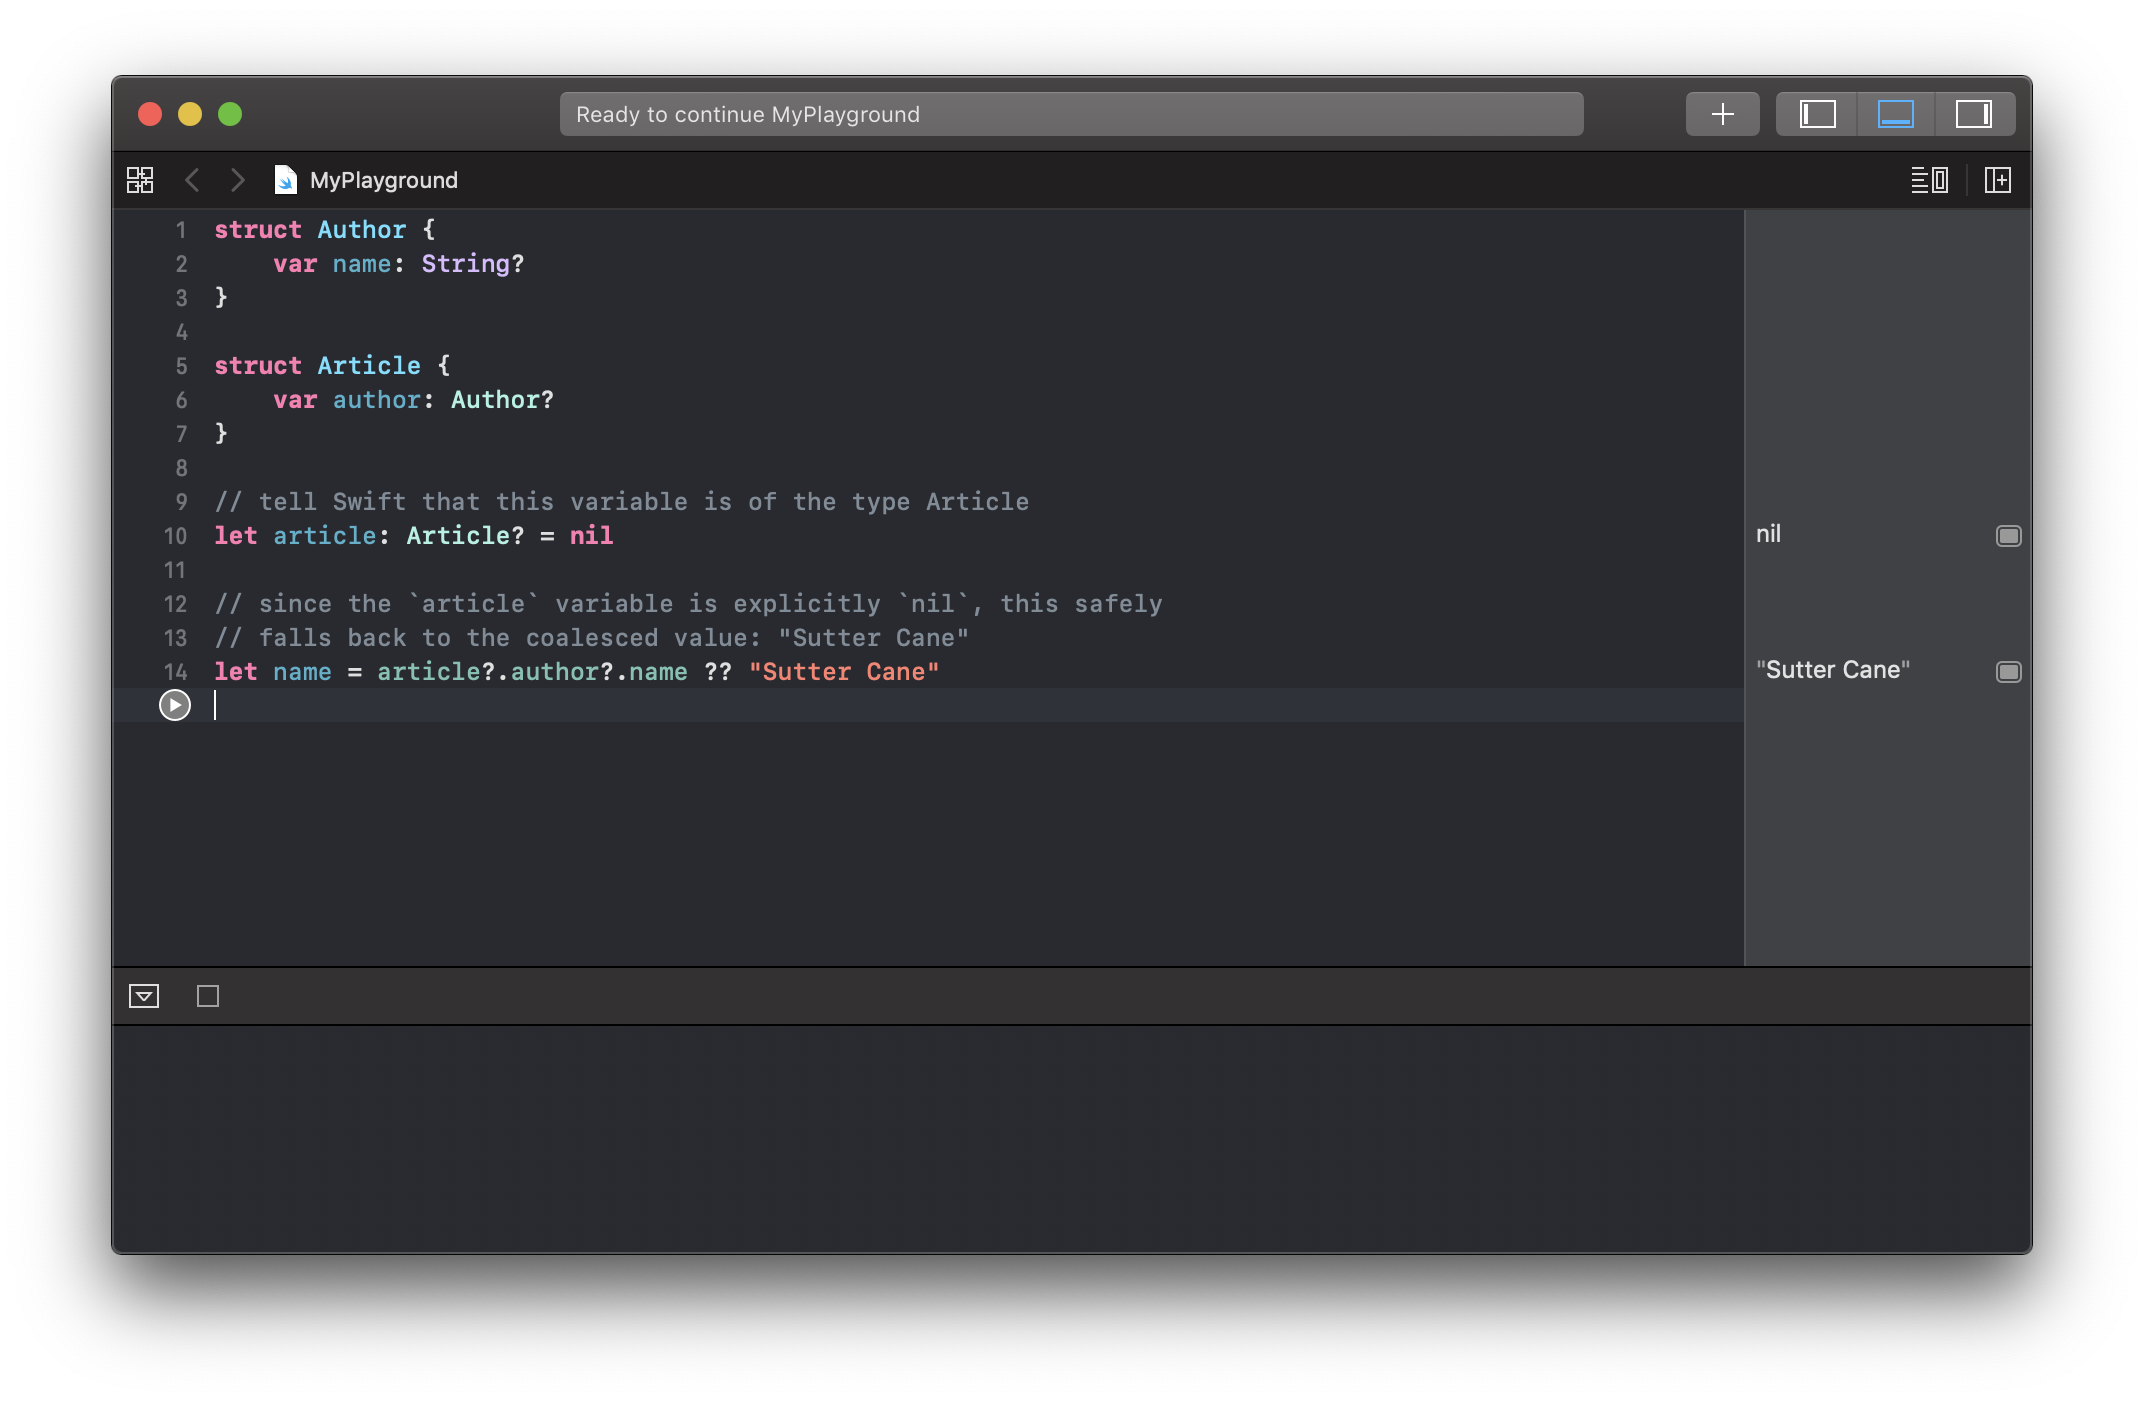 Ready to continue MyPlayground
MyPlayground
1 struct Author {
2     var name: String?
3 }
4
5 struct Article {
6     var author: Author?
7 }
8
9 // tell Swift that this variable is of the type Article
10 let article: Article? = nil
nil
11
12 // since the `article` variable is explicitly `nil`, this safely
13 // falls back to the coalesced value: "Sutter Cane"
14 let name = article?.author?.name ?? "Sutter Cane"
"Sutter Cane"